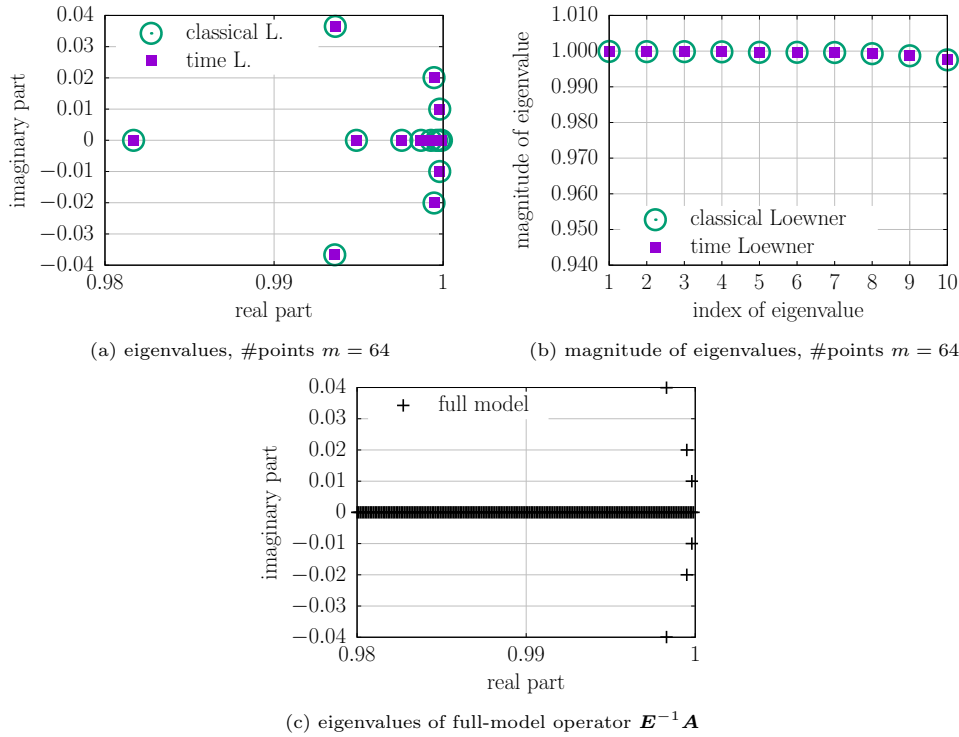 0.04
0.03
0.02
0.01
0
−0.01
−0.02
−0.03
−0.04
imaginary part
classical L.
time L.
0.98
0.99
1
real part
(a) eigenvalues, #points m = 64
1.010
1.000
0.990
0.980
0.970
0.960
0.950
0.940
magnitude of eigenvalue
classical Loewner
time Loewner
1 2 3 4 5 6 7 8 9 10
index of eigenvalue
(b) magnitude of eigenvalues, #points m = 64
0.04
0.03
0.02
0.01
0
−0.01
−0.02
−0.03
−0.04
imaginary part
full model
0.98
0.99
1
real part
(c) eigenvalues of full-model operator E⁻¹A